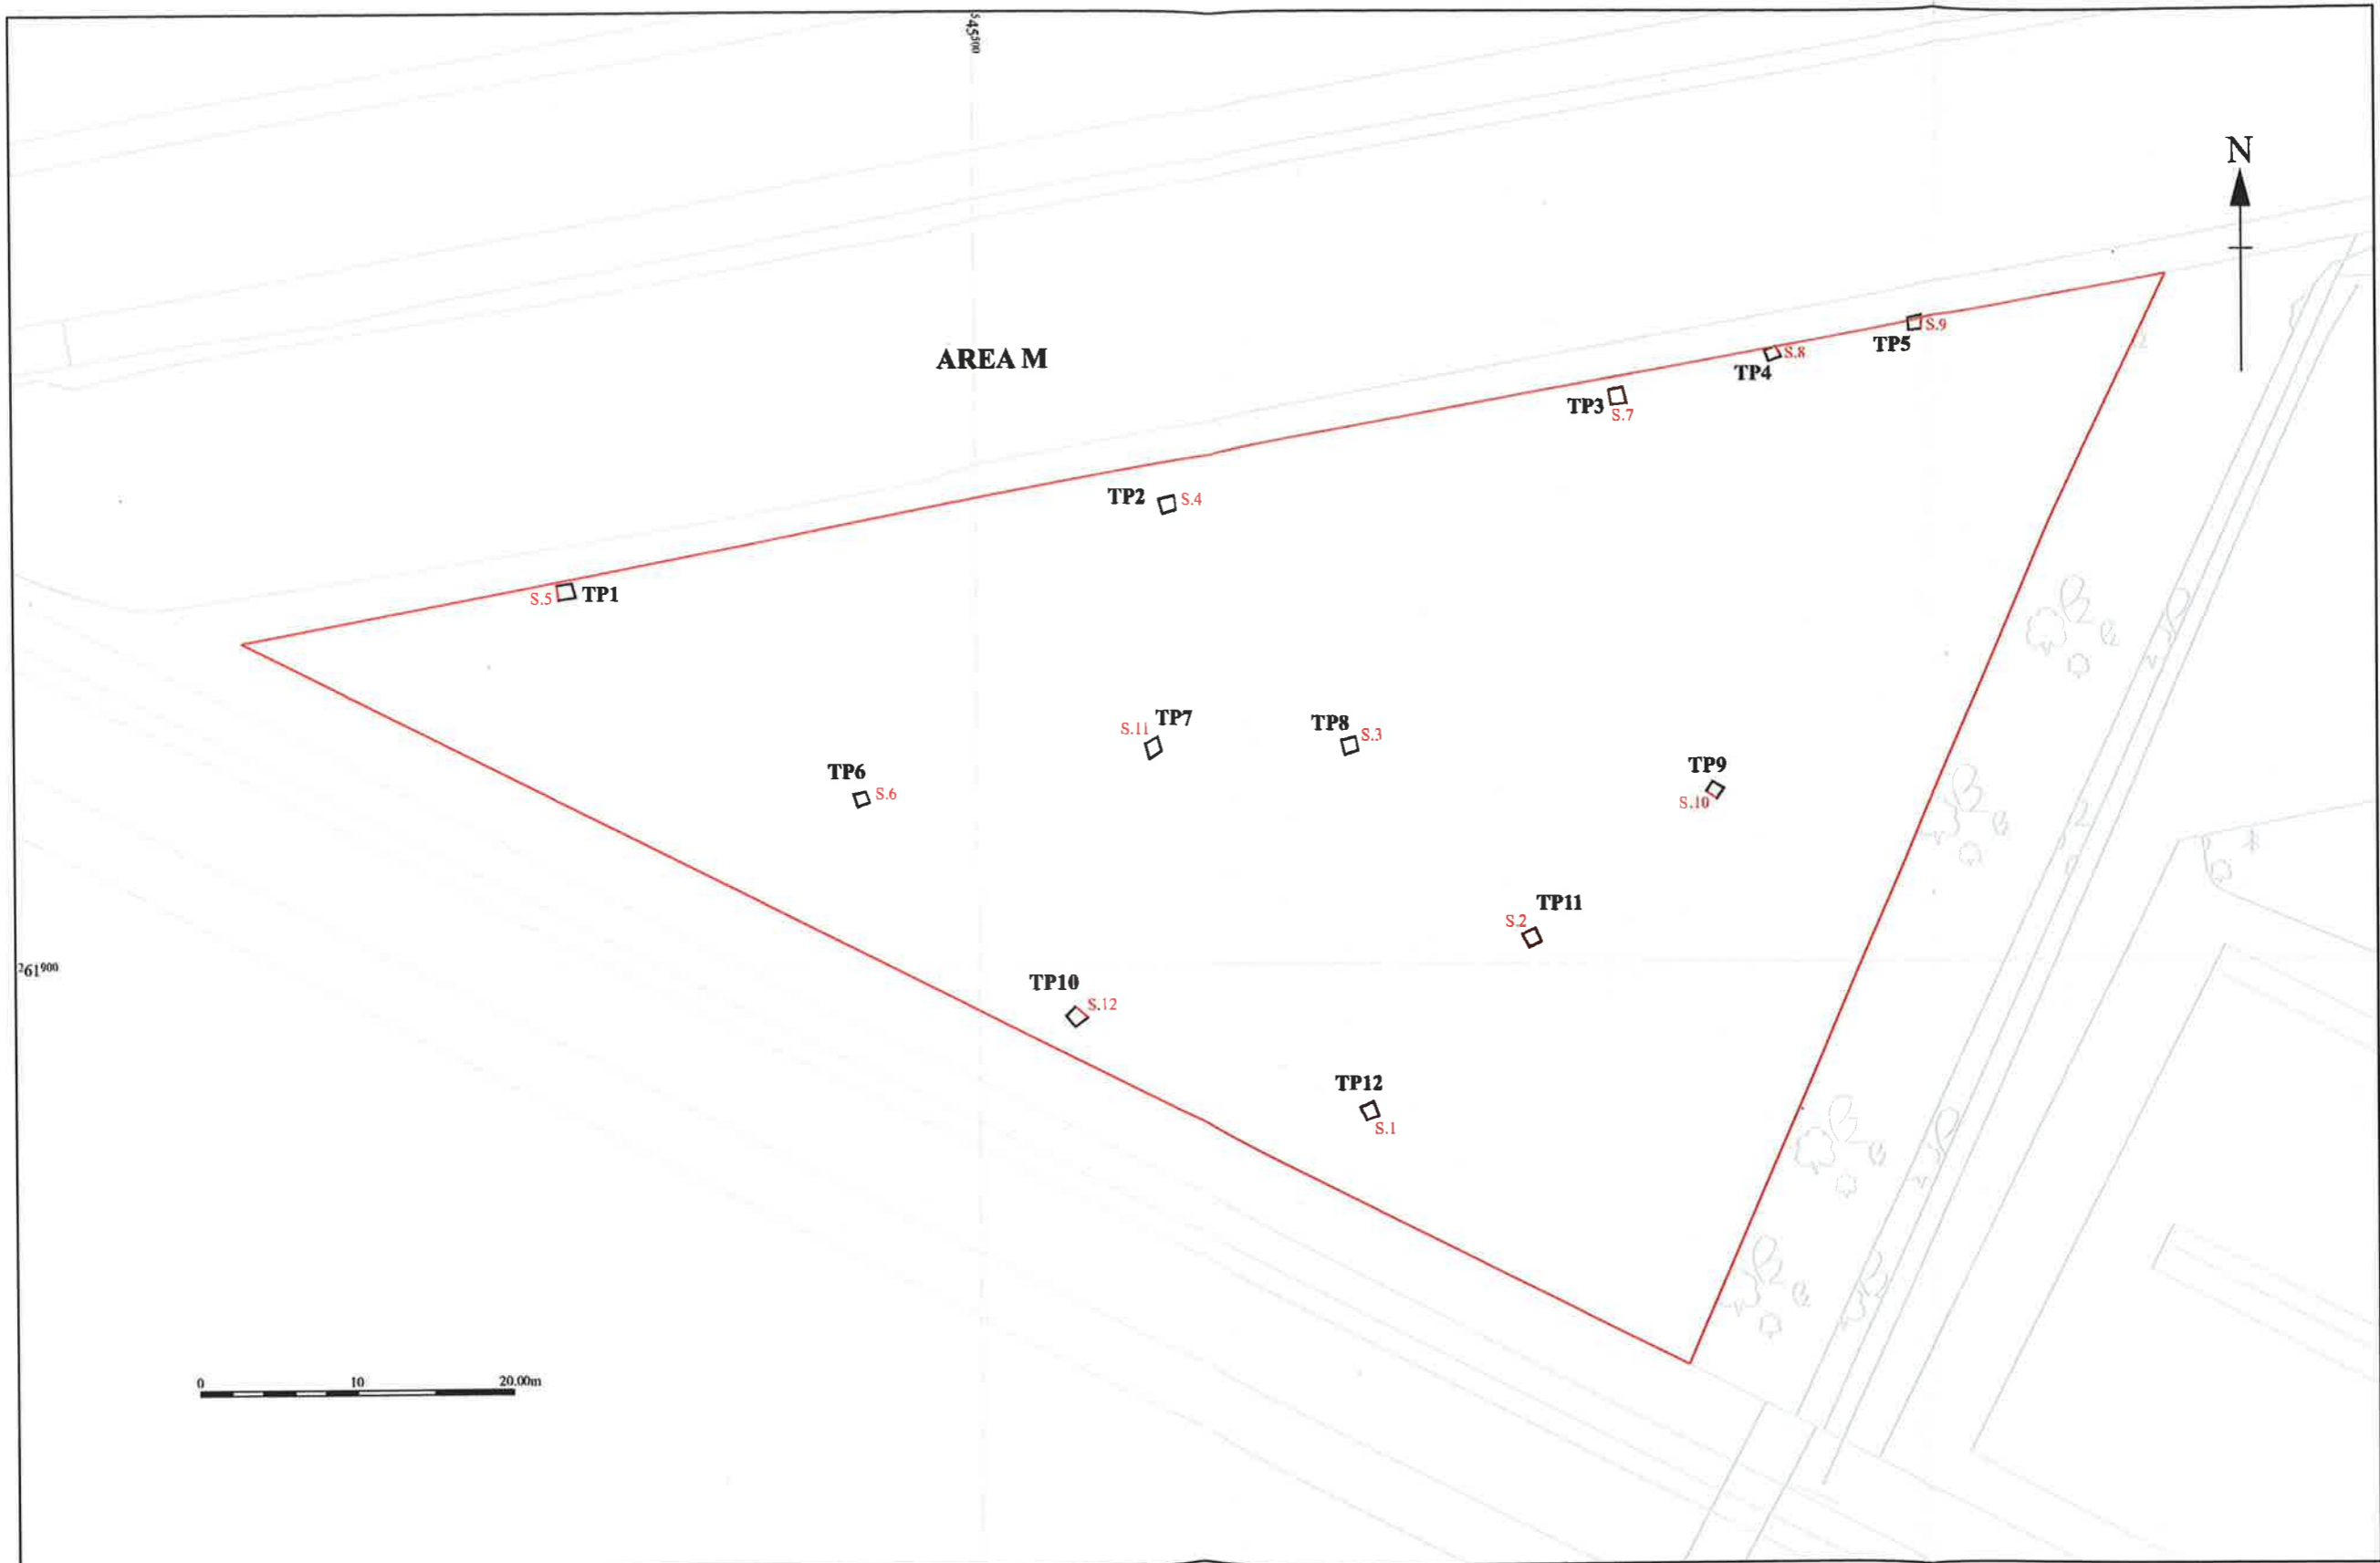 ⁵45⁵⁰⁰
N
AREA M
S.9
TP5
S.8
TP4
TP3
S.7
TP2
S.4
S.5
TP1
S.11
TP7
TP8
S.3
TP6
S.6
TP9
S.10
TP11
S.2
²61⁹⁰⁰
TP10
S.12
TP12
S.1
0
10
20.00m